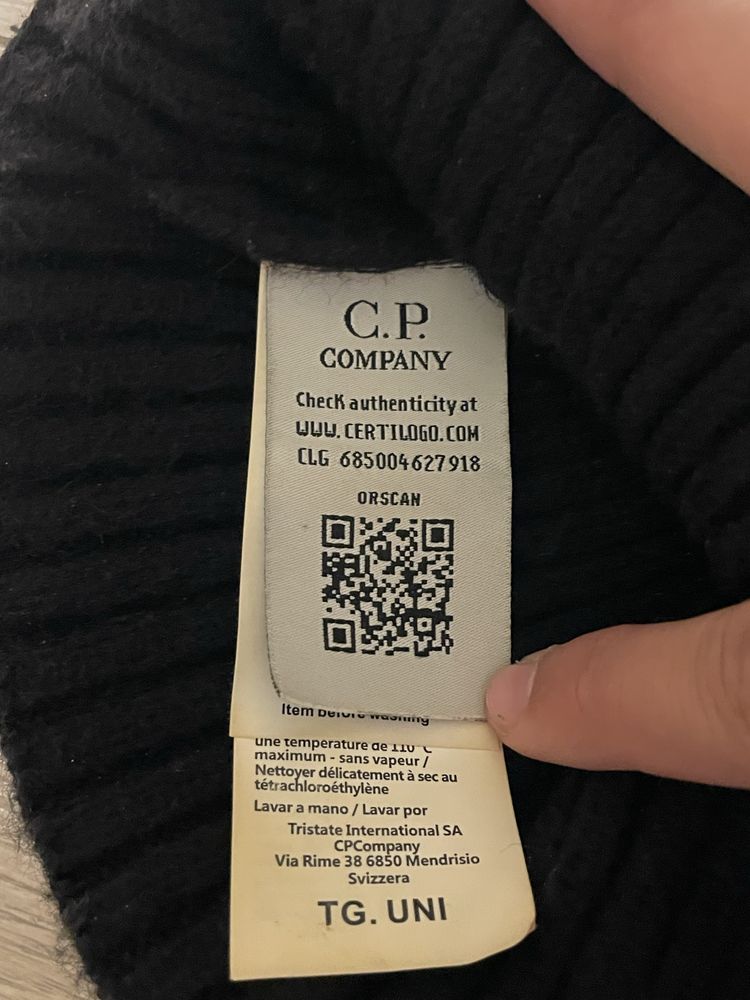 C.P.
COMPANY
Check authenticity at
WWW.CERTILOGO.COM
CLG 685004627918
ORSCAN
Item before washing
une température de 110°C
maximum - sans vapeur /
Nettoyer délicatement à sec au
tétrachloroéthylène
Lavar a mano / Lavar por
Tristate International SA
CPCompany
Via Rime 38 6850 Mendrisio
Svizzera
TG. UNI